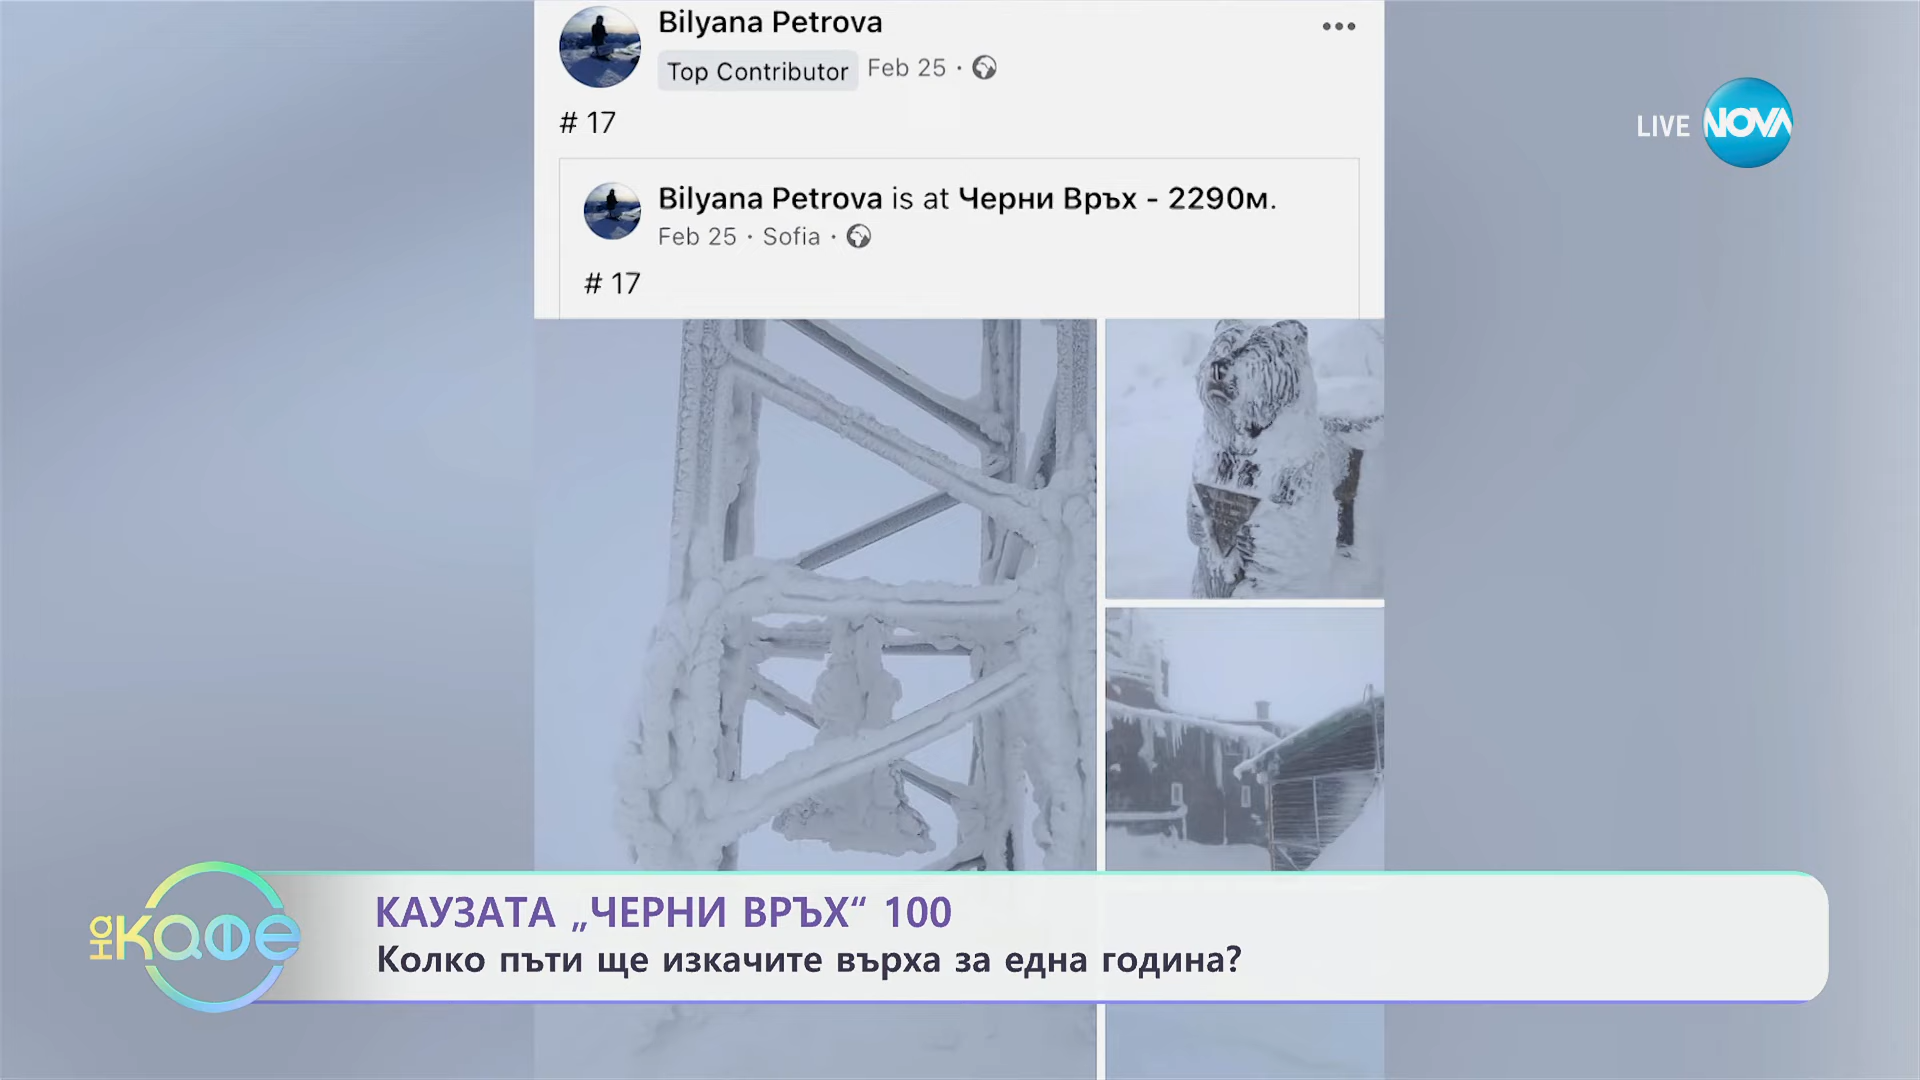 Bilyana Petrova
Top Contributor Feb 25 ·
# 17
Bilyana Petrova is at Черни Връх - 2290м.
Feb 25 · Sofia ·
# 17
LIVE NOVA
на кафе
КАУЗАТА „ЧЕРНИ ВРЪХ“ 100
Колко пъти ще изкачите върха за една година?